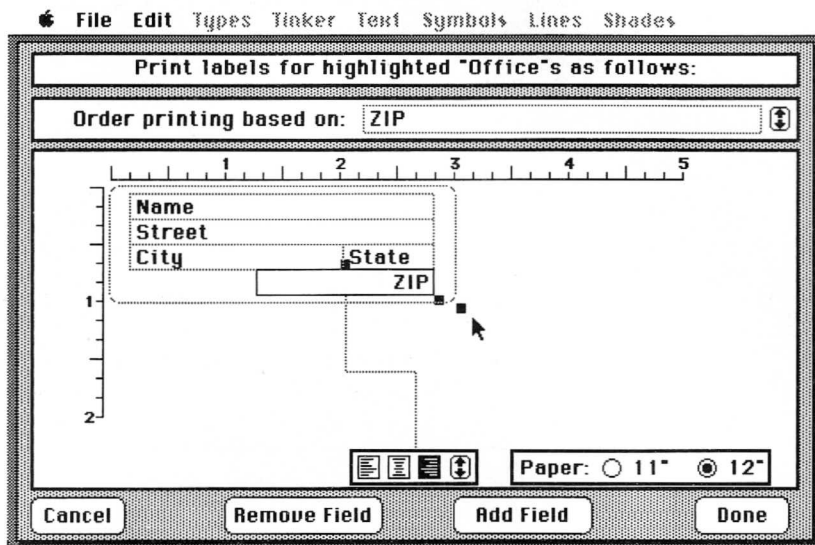 File Edit Types Tinker Text Symbols Lines Shades
Print labels for highlighted "Office"s as follows:
Order printing based on: ZIP
1 2 3 4 5
Name
Street
City State
ZIP
1
2
Paper: 11" 12"
Cancel Remove Field Add Field Done